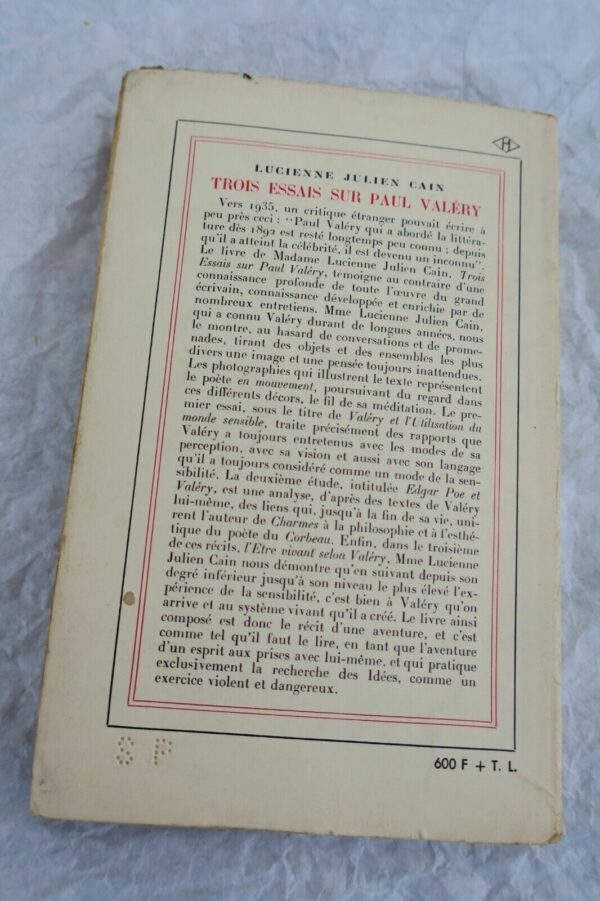 H
LUCIENNE JULIEN CAIN
TROIS ESSAIS SUR PAUL VALÉRY
Vers 1935, un critique étranger pouvait écrire à
peu près ceci : "Paul Valéry qui a abordé la littéra-
ture dès 1892 est resté longtemps peu connu ; depuis
qu'il a atteint la célébrité, il est devenu un inconnu".
Le livre de Madame Lucienne Julien Cain, Trois
Essais sur Paul Valéry, témoigne au contraire d'une
connaissance profonde de toute l'œuvre du grand
écrivain, connaissance développée et enrichie par de
nombreux entretiens. Mme Lucienne Julien Cain,
qui a connu Valéry durant de longues années, nous
le montre, au hasard de conversations et de prome-
nades, tirant des objets et des ensembles les plus
divers une image et une pensée toujours inattendues.
Les photographies qui illustrent le texte représentent
le poète en mouvement, poursuivant du regard dans
ces différents décors, le fil de sa méditation. Le pre-
mier essai, sous le titre de Valéry et l'Utilisation du
monde sensible, traite précisément des rapports que
Valéry a toujours entretenus avec les modes de sa
perception, avec sa vision et aussi avec son langage
qu'il a toujours considéré comme un mode de la sen-
sibilité. La deuxième étude, intitulée Edgar Poe et
Valéry, est une analyse, d'après des textes de Valéry
lui-même, des liens qui, jusqu'à la fin de sa vie, uni-
rent l'auteur de Charmes à la philosophie et à l'esthé-
tique du poète du Corbeau. Enfin, dans le troisième
de ces récits, l'Etre vivant selon Valéry, Mme Lucienne
Julien Cain nous démontre qu'en suivant depuis son
degré inférieur jusqu'à son niveau le plus élevé l'ex-
périence de la sensibilité, c'est bien à Valéry qu'on
arrive et au système vivant qu'il a créé. Le livre ainsi
composé est donc le récit d'une aventure, et c'est
comme tel qu'il faut le lire, en tant que l'aventure
d'un esprit aux prises avec lui-même, et qui pratique
exclusivement la recherche des Idées, comme un
exercice violent et dangereux.
S P
600 F + T. L.